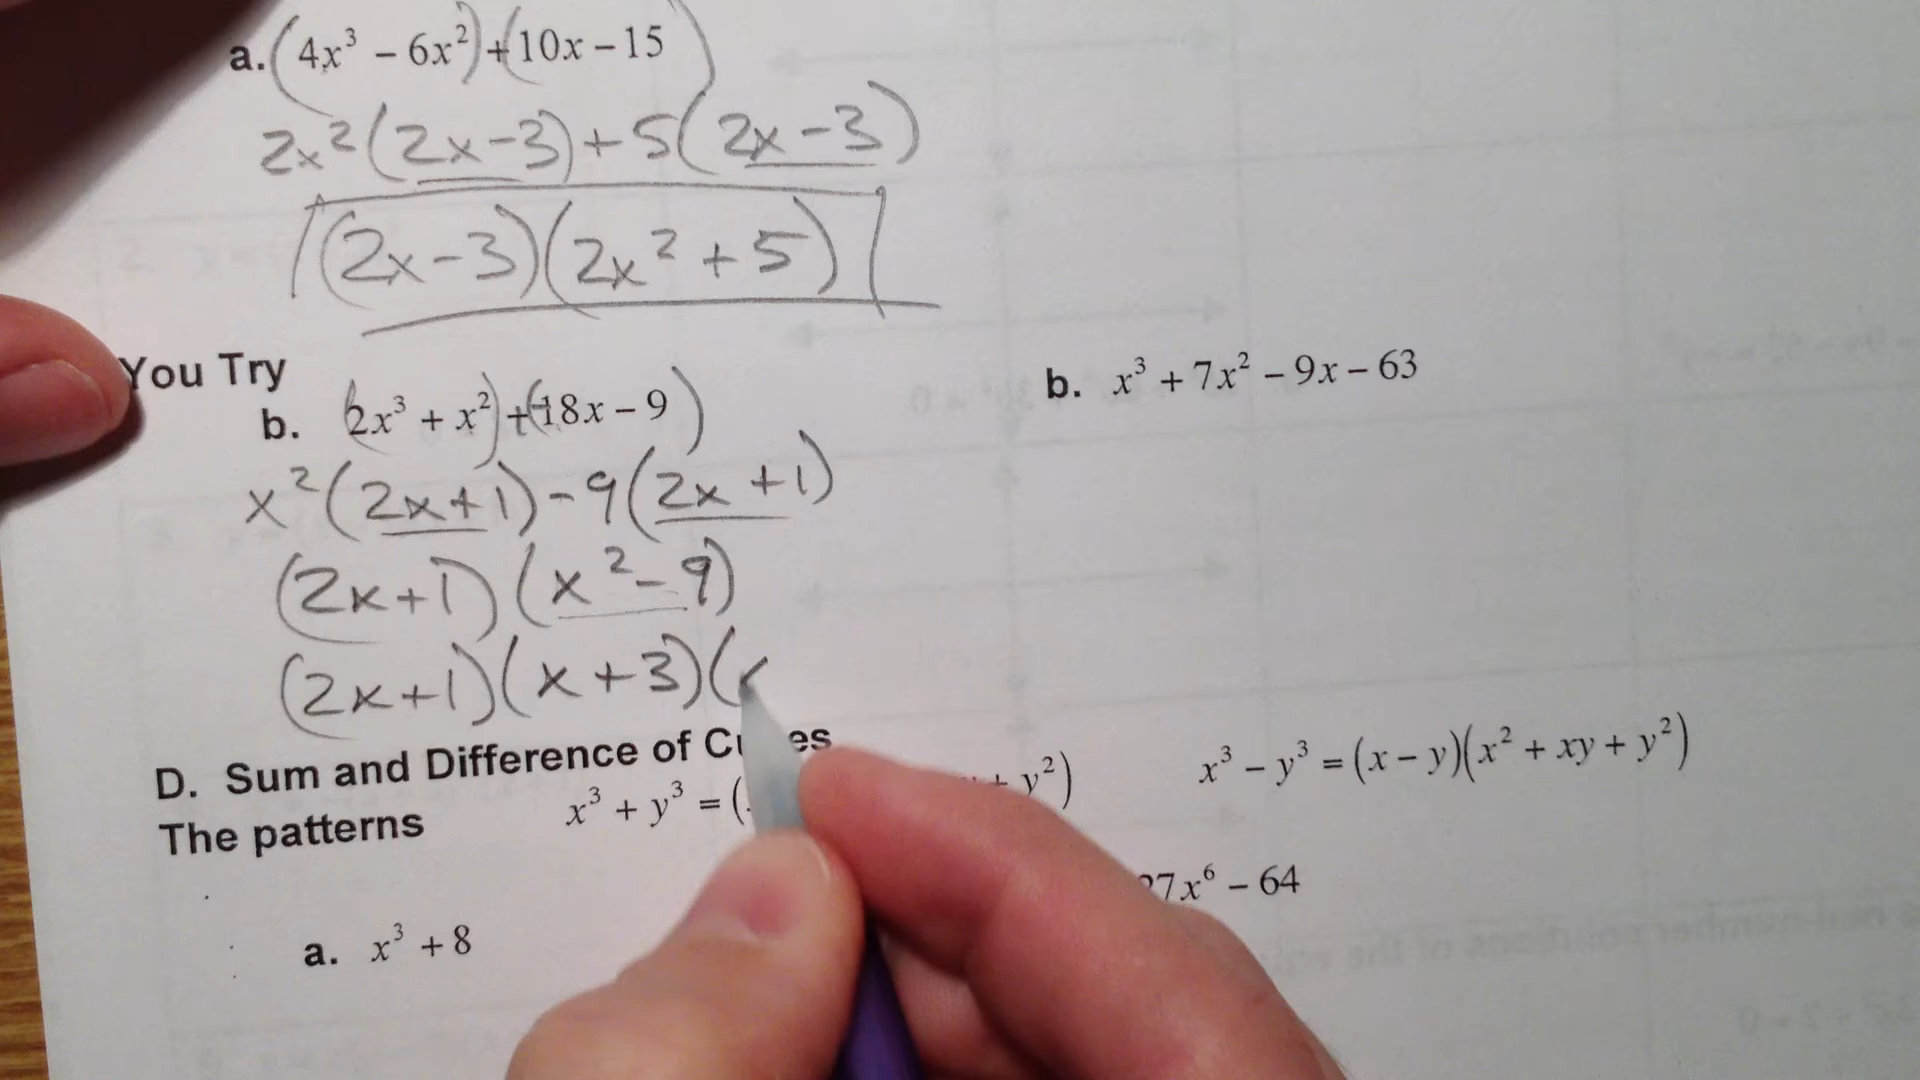 a. (4x³ − 6x²) + (10x − 15)
2x²(2x−3)+5(2x−3)
(2x−3)(2x²+5)
You Try
b. (2x³ + x²) + (−18x − 9)
x²(2x+1)−9(2x+1)
(2x+1)(x²−9)
(2x+1)(x+3)(x
b. x³ + 7x² − 9x − 63
D. Sum and Difference of
The patterns
x³ + y³ = (
+ y²)
x³ − y³ = (x − y)(x² + xy + y²)
a. x³ + 8
7x⁶ − 64